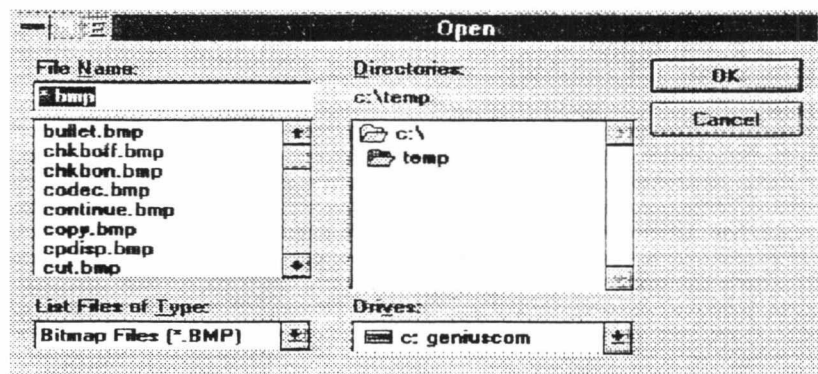 Open
File Name:
*.bmp
bullet.bmp
chkboff.bmp
chkbon.bmp
codec.bmp
continue.bmp
copy.bmp
cpdisp.bmp
cut.bmp
List Files of Type:
Bitmap Files (*.BMP)
Directories:
c:\temp
c:\
temp
Drives:
c: geniuscom
OK
Cancel